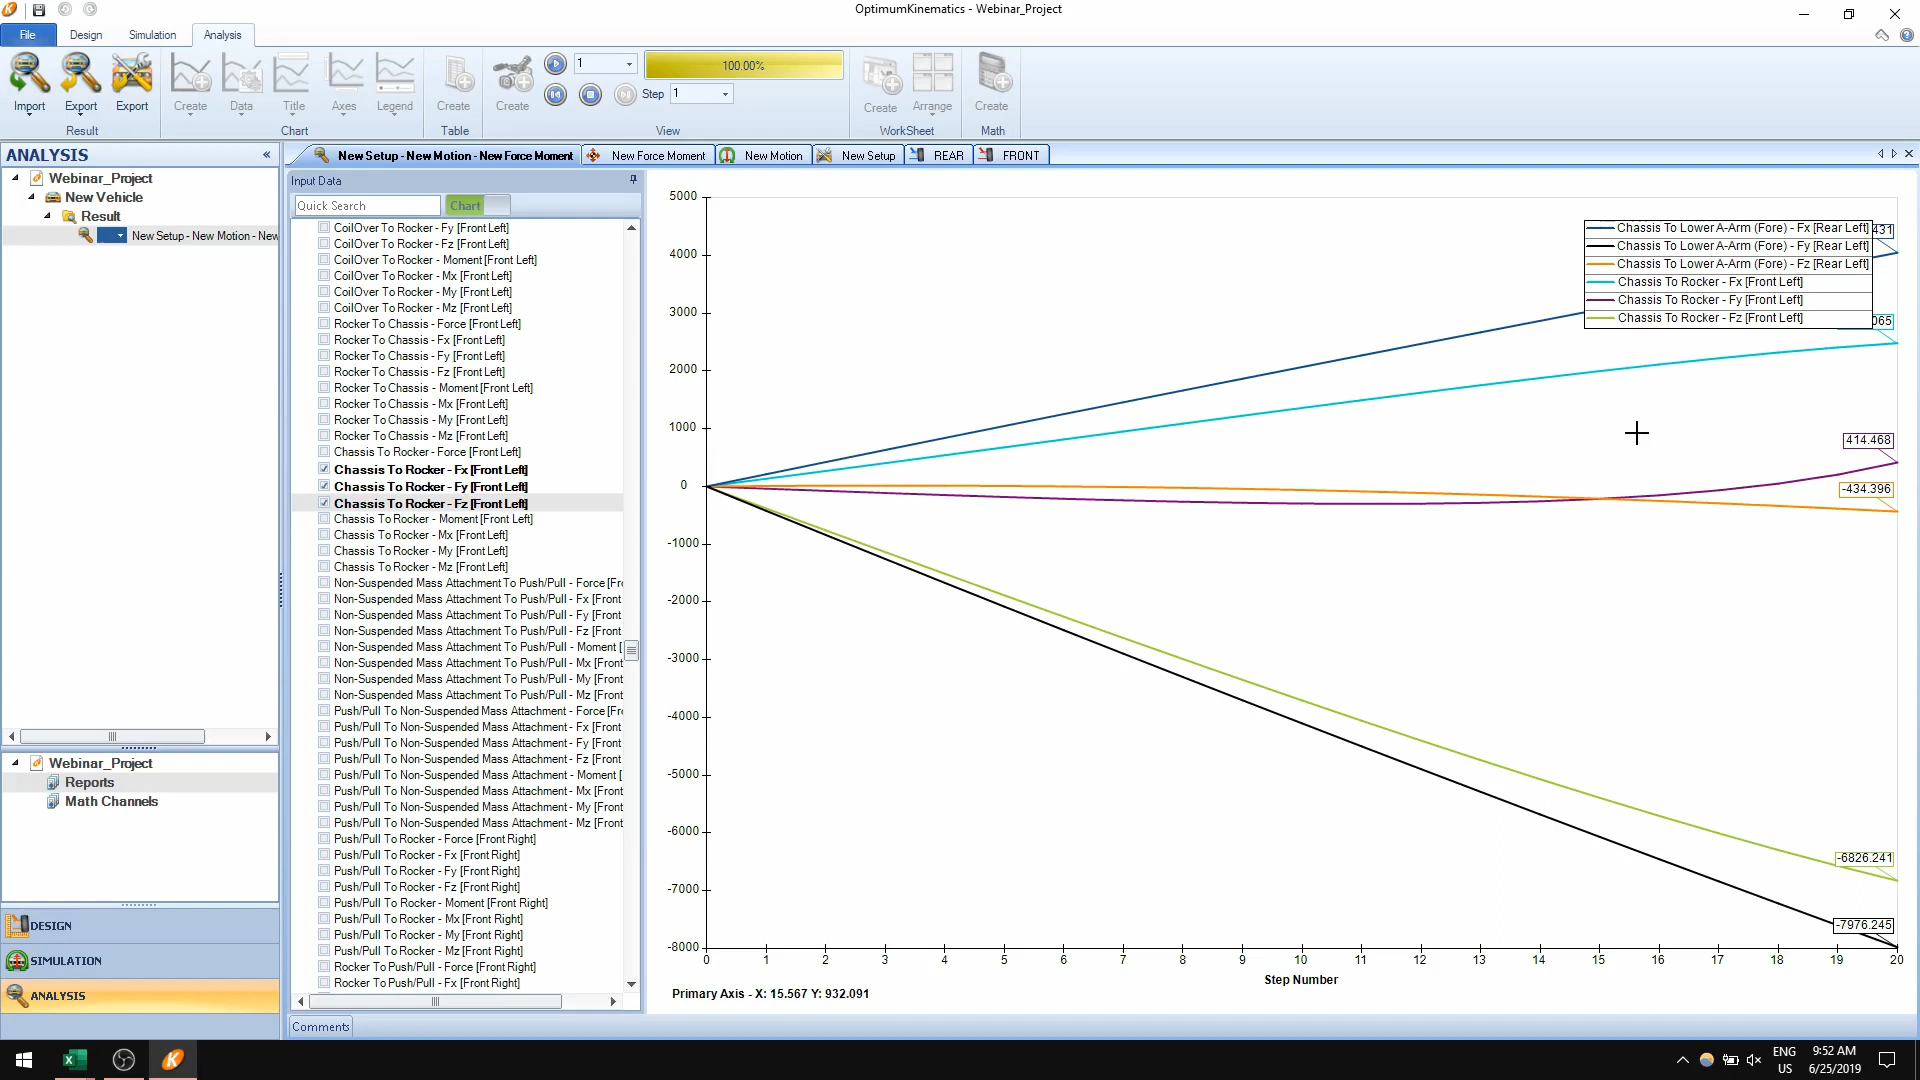 OptimumKinematics - Webinar_Project
File
Design
Simulation
Analysis
Import
Export
Export
Result
Create
Data
Title
Axes
Legend
Chart
Create
Table
Create
1
100.00%
Step
1
View
Create
Arrange
WorkSheet
Create
Math
ANALYSIS
Webinar_Project
New Vehicle
Result
New Setup - New Motion - New
New Setup - New Motion - New Force Moment
New Force Moment
New Motion
New Setup
REAR
FRONT
Input Data
Quick Search
Chart
CoilOver To Rocker - Fy [Front Left]
CoilOver To Rocker - Fz [Front Left]
CoilOver To Rocker - Moment [Front Left]
CoilOver To Rocker - Mx [Front Left]
CoilOver To Rocker - My [Front Left]
CoilOver To Rocker - Mz [Front Left]
Rocker To Chassis - Force [Front Left]
Rocker To Chassis - Fx [Front Left]
Rocker To Chassis - Fy [Front Left]
Rocker To Chassis - Fz [Front Left]
Rocker To Chassis - Moment [Front Left]
Rocker To Chassis - Mx [Front Left]
Rocker To Chassis - My [Front Left]
Rocker To Chassis - Mz [Front Left]
Chassis To Rocker - Force [Front Left]
Chassis To Rocker - Fx [Front Left]
Chassis To Rocker - Fy [Front Left]
Chassis To Rocker - Fz [Front Left]
Chassis To Rocker - Moment [Front Left]
Chassis To Rocker - Mx [Front Left]
Chassis To Rocker - My [Front Left]
Chassis To Rocker - Mz [Front Left]
Non-Suspended Mass Attachment To Push/Pull - Force [Fr
Non-Suspended Mass Attachment To Push/Pull - Fx [Front
Non-Suspended Mass Attachment To Push/Pull - Fy [Front
Non-Suspended Mass Attachment To Push/Pull - Fz [Front
Non-Suspended Mass Attachment To Push/Pull - Moment [
Non-Suspended Mass Attachment To Push/Pull - Mx [Front
Non-Suspended Mass Attachment To Push/Pull - My [Front
Non-Suspended Mass Attachment To Push/Pull - Mz [Front
Push/Pull To Non-Suspended Mass Attachment - Force [Fr
Push/Pull To Non-Suspended Mass Attachment - Fx [Front
Push/Pull To Non-Suspended Mass Attachment - Fy [Front
Push/Pull To Non-Suspended Mass Attachment - Fz [Front
Push/Pull To Non-Suspended Mass Attachment - Moment [
Push/Pull To Non-Suspended Mass Attachment - Mx [Front
Push/Pull To Non-Suspended Mass Attachment - My [Front
Push/Pull To Non-Suspended Mass Attachment - Mz [Front
Push/Pull To Rocker - Force [Front Right]
Push/Pull To Rocker - Fx [Front Right]
Push/Pull To Rocker - Fy [Front Right]
Push/Pull To Rocker - Fz [Front Right]
Push/Pull To Rocker - Moment [Front Right]
Push/Pull To Rocker - Mx [Front Right]
Push/Pull To Rocker - My [Front Right]
Push/Pull To Rocker - Mz [Front Right]
Rocker To Push/Pull - Force [Front Right]
Rocker To Push/Pull - Fx [Front Right]
Comments
Webinar_Project
Reports
Math Channels
DESIGN
SIMULATION
ANALYSIS
5000
4000
3000
2000
1000
0
-1000
-2000
-3000
-4000
-5000
-6000
-7000
-8000
Chassis To Lower A-Arm (Fore) - Fx [Rear Left]
Chassis To Lower A-Arm (Fore) - Fy [Rear Left]
Chassis To Lower A-Arm (Fore) - Fz [Rear Left]
Chassis To Rocker - Fx [Front Left]
Chassis To Rocker - Fy [Front Left]
Chassis To Rocker - Fz [Front Left]
431
065
414.468
-434.396
-6826.241
-7976.245
0 1 2 3 4 5 6 7 8 9 10 11 12 13 14 15 16 17 18 19 20
Step Number
Primary Axis - X: 15.567 Y: 932.091
ENG
US
9:52 AM
6/25/2019